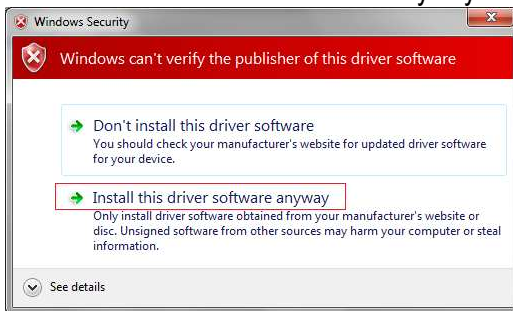 Windows Security
Windows can't verify the publisher of this driver software
Don't install this driver software
You should check your manufacturer's website for updated driver software
for your device.
Install this driver software anyway
Only install driver software obtained from your manufacturer's website or
disc. Unsigned software from other sources may harm your computer or steal
information.
See details